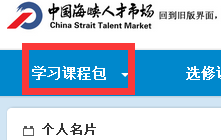 中国海峡人才市场 回到旧版界面,
China Strait Talent Market
学习课程包 选修课
个人名片